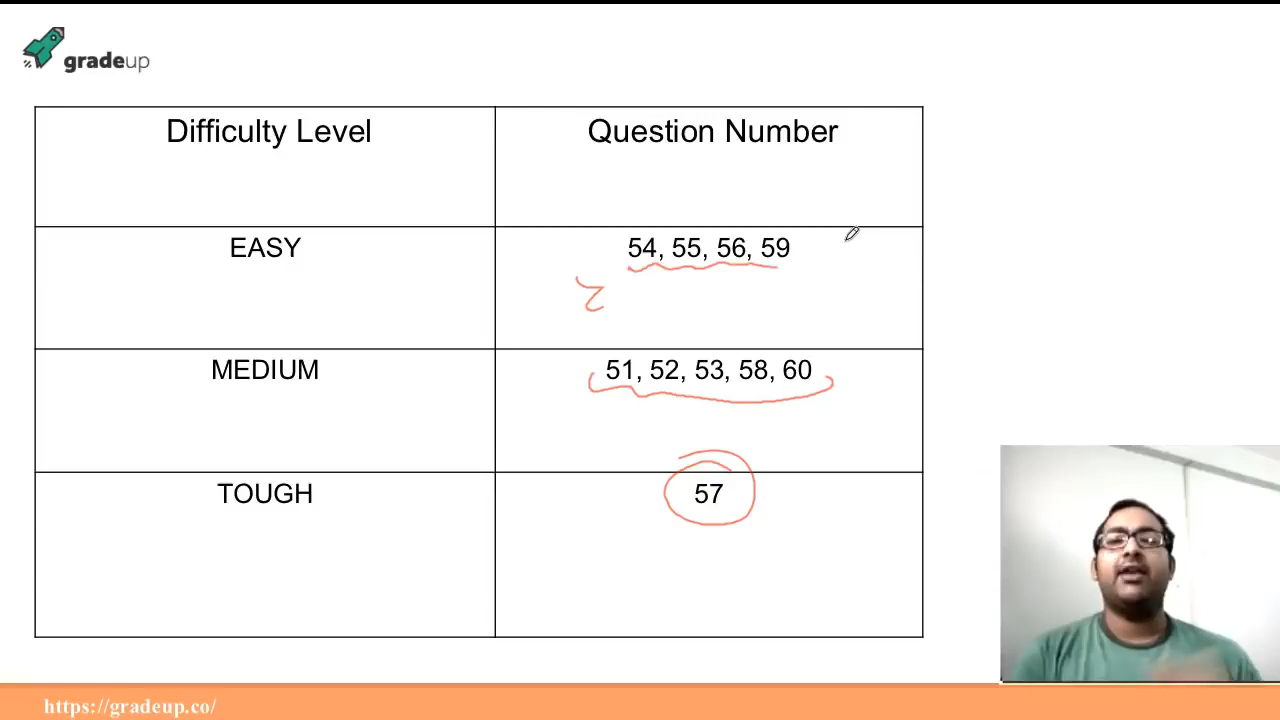 gradeup
Difficulty Level
Question Number
EASY
54, 55, 56, 59
MEDIUM
51, 52, 53, 58, 60
TOUGH
57
https://gradeup.co/